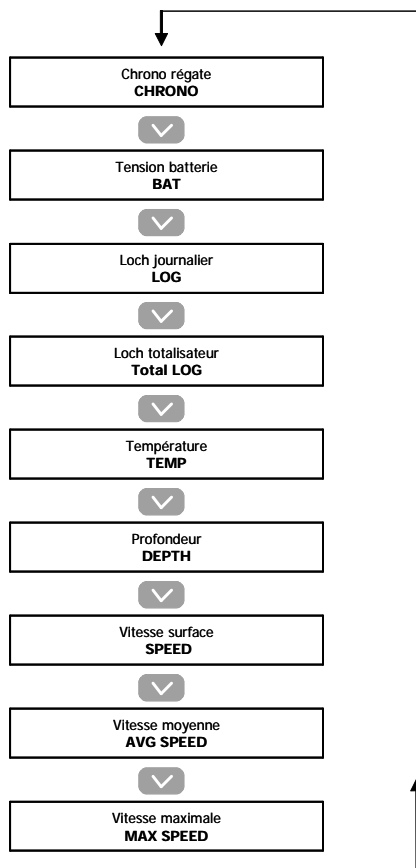 Chrono régate
CHRONO
Tension batterie
BAT
Loch journalier
LOG
Loch totalisateur
Total LOG
Température
TEMP
Profondeur
DEPTH
Vitesse surface
SPEED
Vitesse moyenne
AVG SPEED
Vitesse maximale
MAX SPEED